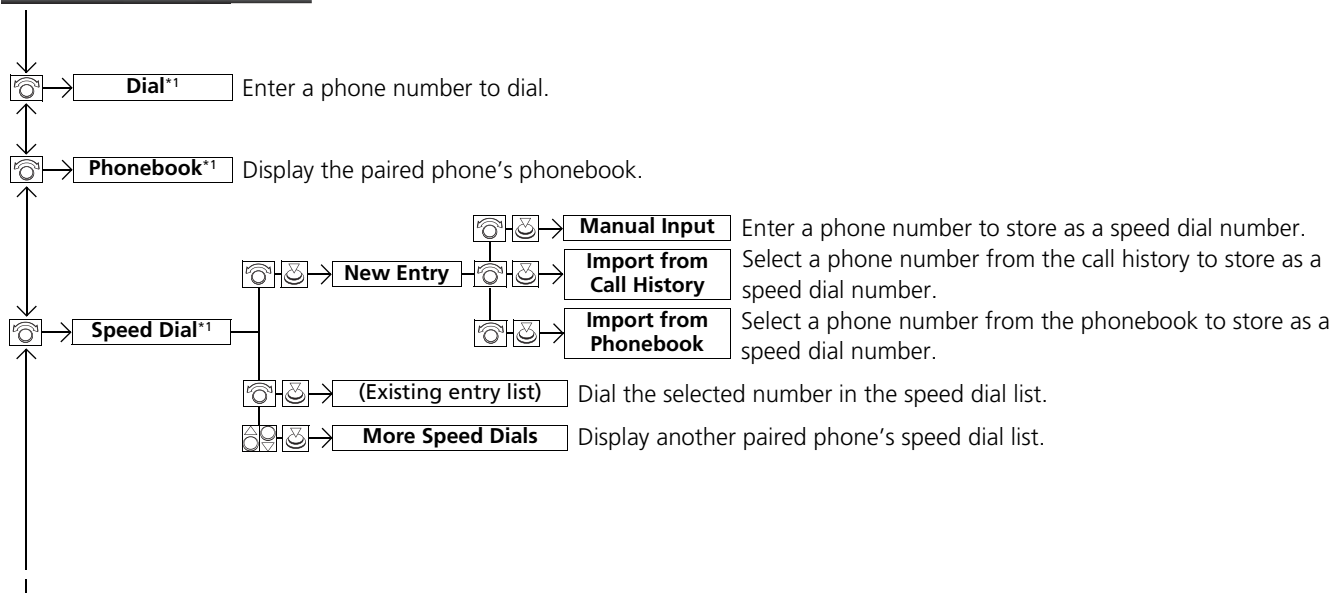 Dial*1 Enter a phone number to dial.
Phonebook*1 Display the paired phone’s phonebook.
Manual Input Enter a phone number to store as a speed dial number.
New Entry
Import from
Call History
Select a phone number from the call history to store as a
speed dial number.
Speed Dial*1
Import from
Phonebook
Select a phone number from the phonebook to store as a
speed dial number.
(Existing entry list) Dial the selected number in the speed dial list.
More Speed Dials Display another paired phone’s speed dial list.